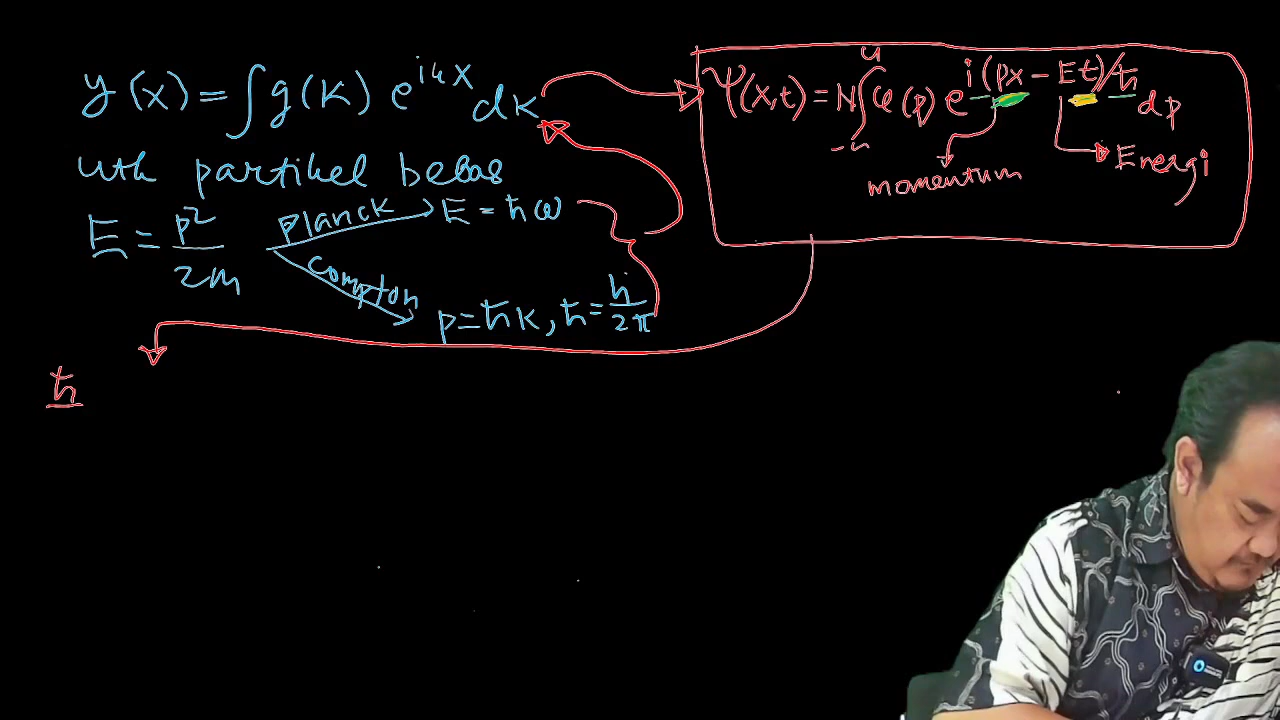 y(x) = ∫ g(k) e^{ikx} dk
utk partikel bebas
E = p²/2m
planck
E = ħω
compton
p = ħk, ħ = h/2π
Ψ(x,t) = N ∫ φ(p) e^{i(px - Et)/ħ} dp
momentum
Energi
ħ